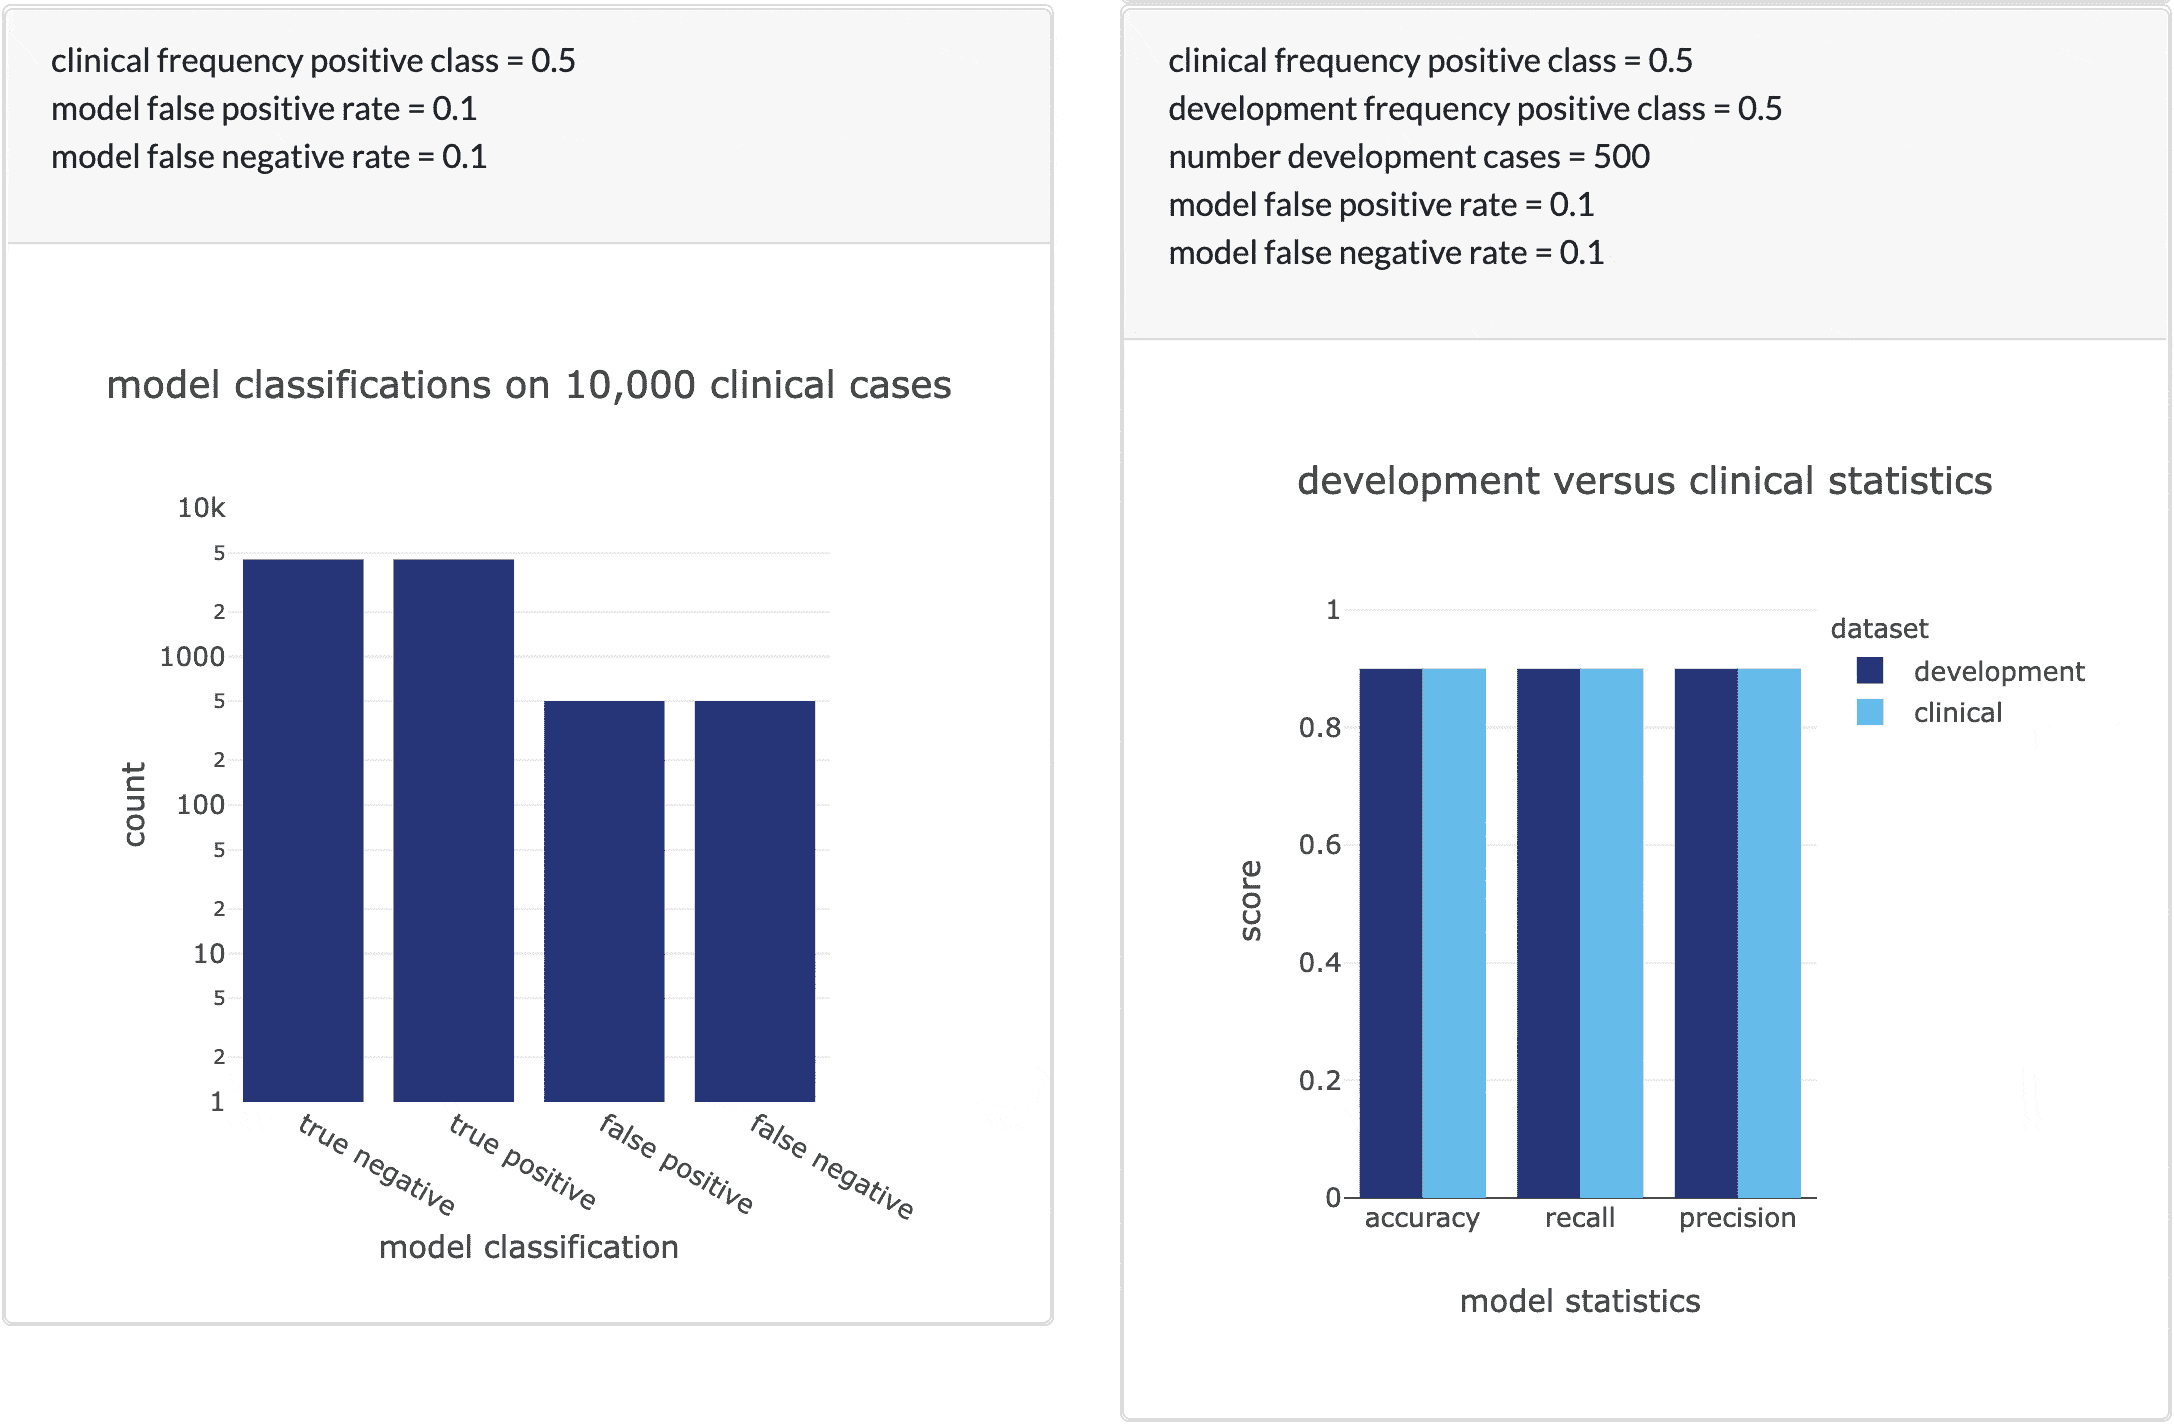 clinical frequency positive class = 0.5
model false positive rate = 0.1
model false negative rate = 0.1
model classifications on 10,000 clinical cases
10k
5
2
1000
5
2
100
5
2
10
5
2
1
count
true negative
true positive
false positive
false negative
model classification
clinical frequency positive class = 0.5
development frequency positive class = 0.5
number development cases = 500
model false positive rate = 0.1
model false negative rate = 0.1
development versus clinical statistics
1
0.8
0.6
0.4
0.2
0
score
accuracy recall precision
model statistics
dataset
development
clinical